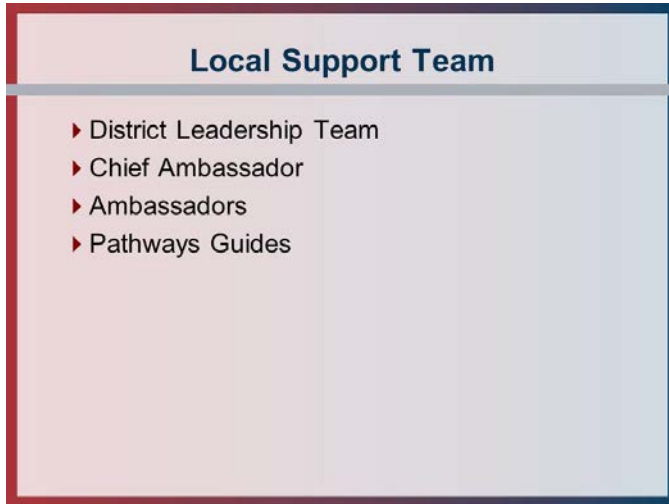 Local Support Team
District Leadership Team
Chief Ambassador
Ambassadors
Pathways Guides